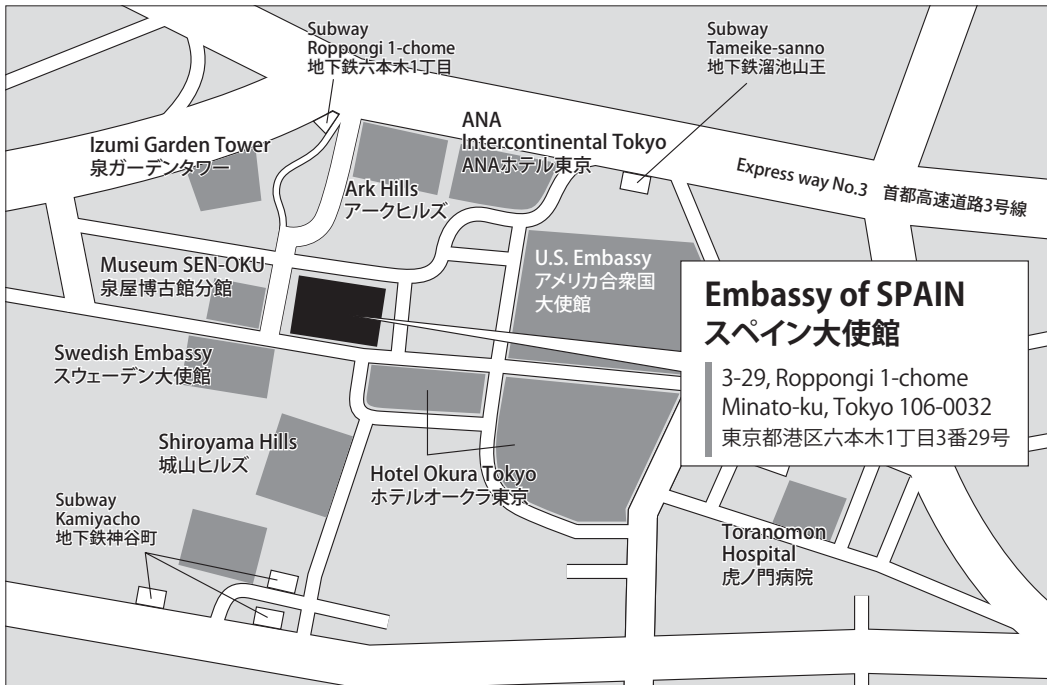 Subway
Roppongi 1-chome
地下鉄六本木1丁目
Subway
Tameike-sanno
地下鉄溜池山王
Izumi Garden Tower
泉ガーデンタワー
ANA
Intercontinental Tokyo
ANAホテル東京
Ark Hills
アークヒルズ
Express way No.3 首都高速道路3号線
Museum SEN-OKU
泉屋博古館分館
U.S. Embassy
アメリカ合衆国
大使館
Embassy of SPAIN
スペイン大使館
3-29, Roppongi 1-chome
Minato-ku, Tokyo 106-0032
東京都港区六本木1丁目3番29号
Swedish Embassy
スウェーデン大使館
Shiroyama Hills
城山ヒルズ
Hotel Okura Tokyo
ホテルオークラ東京
Subway
Kamiyacho
地下鉄神谷町
Toranomon
Hospital
虎ノ門病院